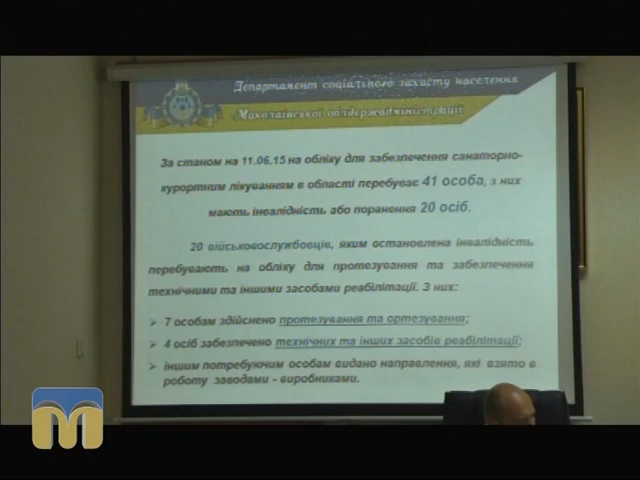 Департамент соціального захисту населення
Миколаївської облдержадміністрації
За станом на 11.06.15 на обліку для забезпечення санаторно-
курортним лікуванням в області перебуває 41 особа, з них
мають інвалідність або поранення 20 осіб.
20 військовослужбовців, яким встановлена інвалідність
перебувають на обліку для протезування та забезпечення
технічними та іншими засобами реабілітації. З них:
➢ 7 особам здійснено протезування та ортезування;
➢ 4 осіб забезпечено технічних та інших засобів реабілітації;
➢ іншим потребуючим особам видано направлення, які взято в
роботу заводами - виробниками.
М